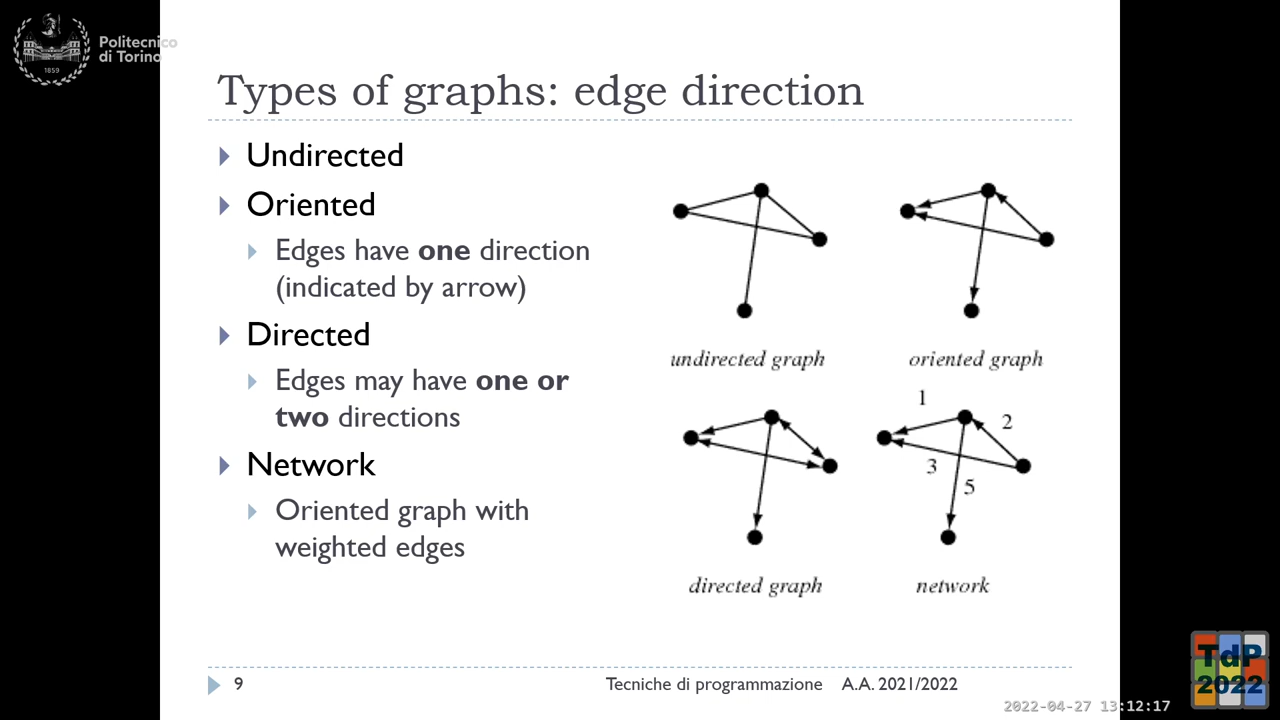 Politecnico
di Torino
1859
Types of graphs: edge direction
Undirected
Oriented
Edges have one direction
(indicated by arrow)
Directed
Edges may have one or
two directions
Network
Oriented graph with
weighted edges
undirected graph
oriented graph
1
2
3
5
directed graph
network
9
Tecniche di programmazione
A.A. 2021/2022
2022-04-27 13:12:17
TdP
2022